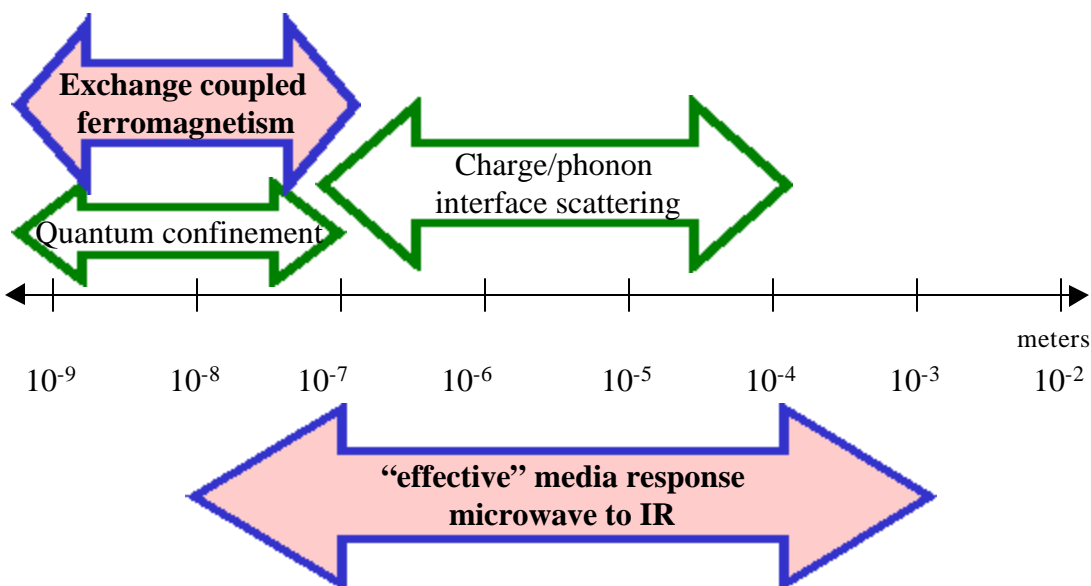 Exchange coupled
ferromagnetism
Charge/phonon
interface scattering
Quantum confinement
meters
10-9 10-8 10-7 10-6 10-5 10-4 10-3 10-2
“effective” media response
microwave to IR